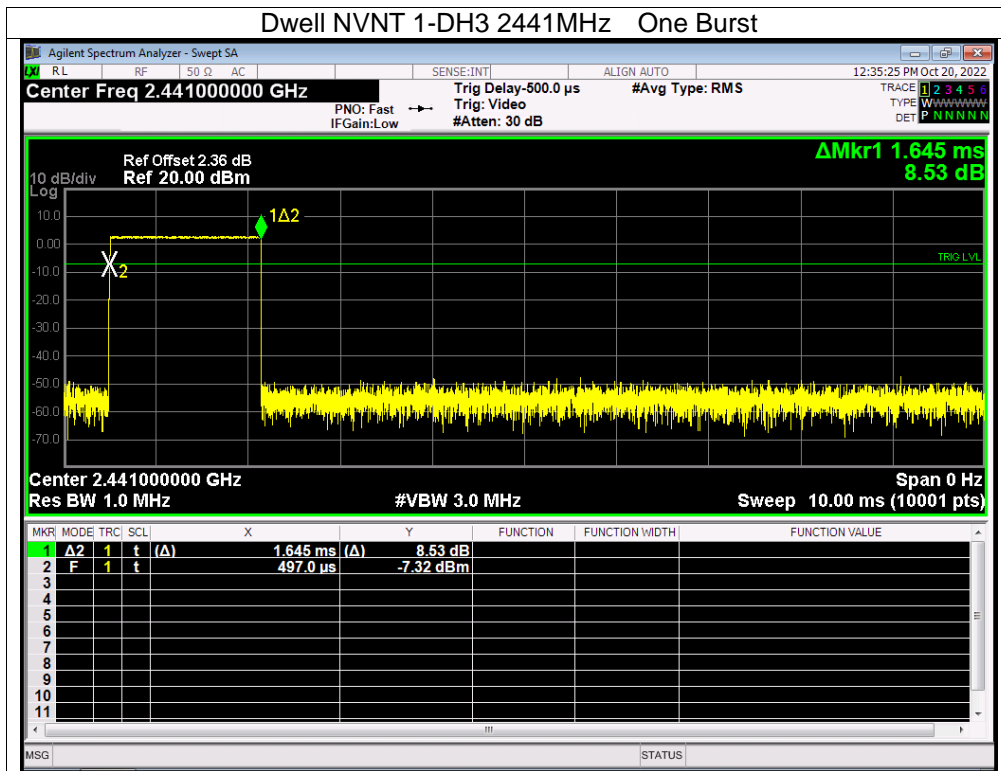 Dwell NVNT 1-DH3 2441MHz One Burst
Agilent Spectrum Analyzer - Swept SA
LXI RL RF 50 Ω AC SENSE:INT ALIGN AUTO 12:35:25 PM Oct 20, 2022
Center Freq 2.441000000 GHz
PNO: Fast
IFGain:Low
Trig Delay-500.0 µs
Trig: Video
#Atten: 30 dB
#Avg Type: RMS
TRACE 1 2 3 4 5 6
TYPE WWWWWW
DET P N N N N N
ΔMkr1 1.645 ms
8.53 dB
Ref Offset 2.36 dB
10 dB/div Ref 20.00 dBm
Log
10.0
0.00
-10.0
-20.0
-30.0
-40.0
-50.0
-60.0
-70.0
1Δ2
X2
TRIG LVL
Center 2.441000000 GHz Span 0 Hz
Res BW 1.0 MHz #VBW 3.0 MHz Sweep 10.00 ms (10001 pts)
MKR MODE TRC SCL X Y FUNCTION FUNCTION WIDTH FUNCTION VALUE
1 Δ2 1 t (Δ) 1.645 ms (Δ) 8.53 dB
2 F 1 t 497.0 µs -7.32 dBm
3
4
5
6
7
8
9
10
11
MSG STATUS